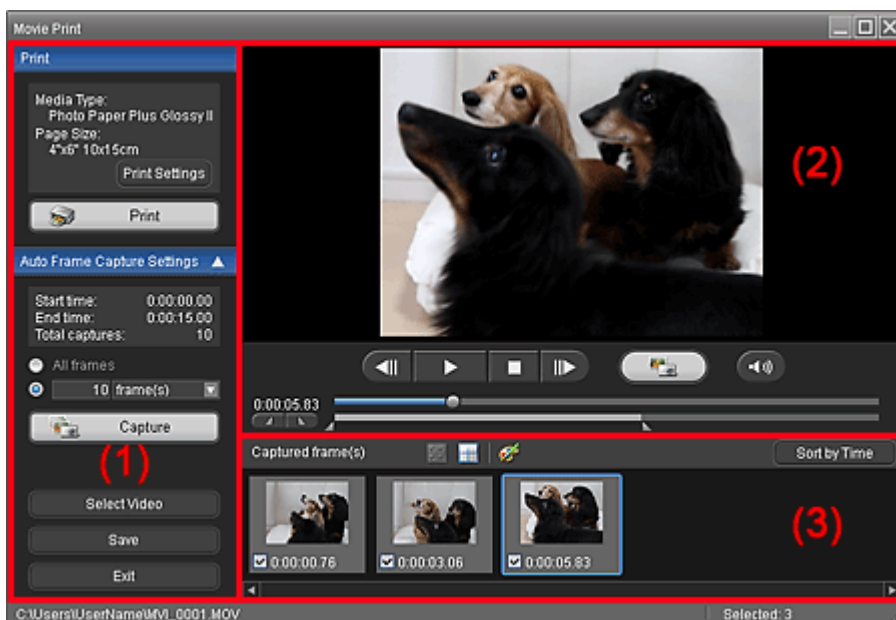 Movie Print
Print
Media Type:
Photo Paper Plus Glossy II
Page Size:
4"x6" 10x15cm
Print Settings
Print
Auto Frame Capture Settings
Start time: 0:00:00.00
End time: 0:00:15.00
Total captures: 10
All frames
10 frame(s)
Capture
(1)
Select Video
Save
Exit
(2)
0:00:05.83
Captured frame(s)
Sort by Time
0:00:00.76
0:00:03.06
0:00:05.83
(3)
C:\Users\UserName\MVI_0001.MOV
Selected: 3